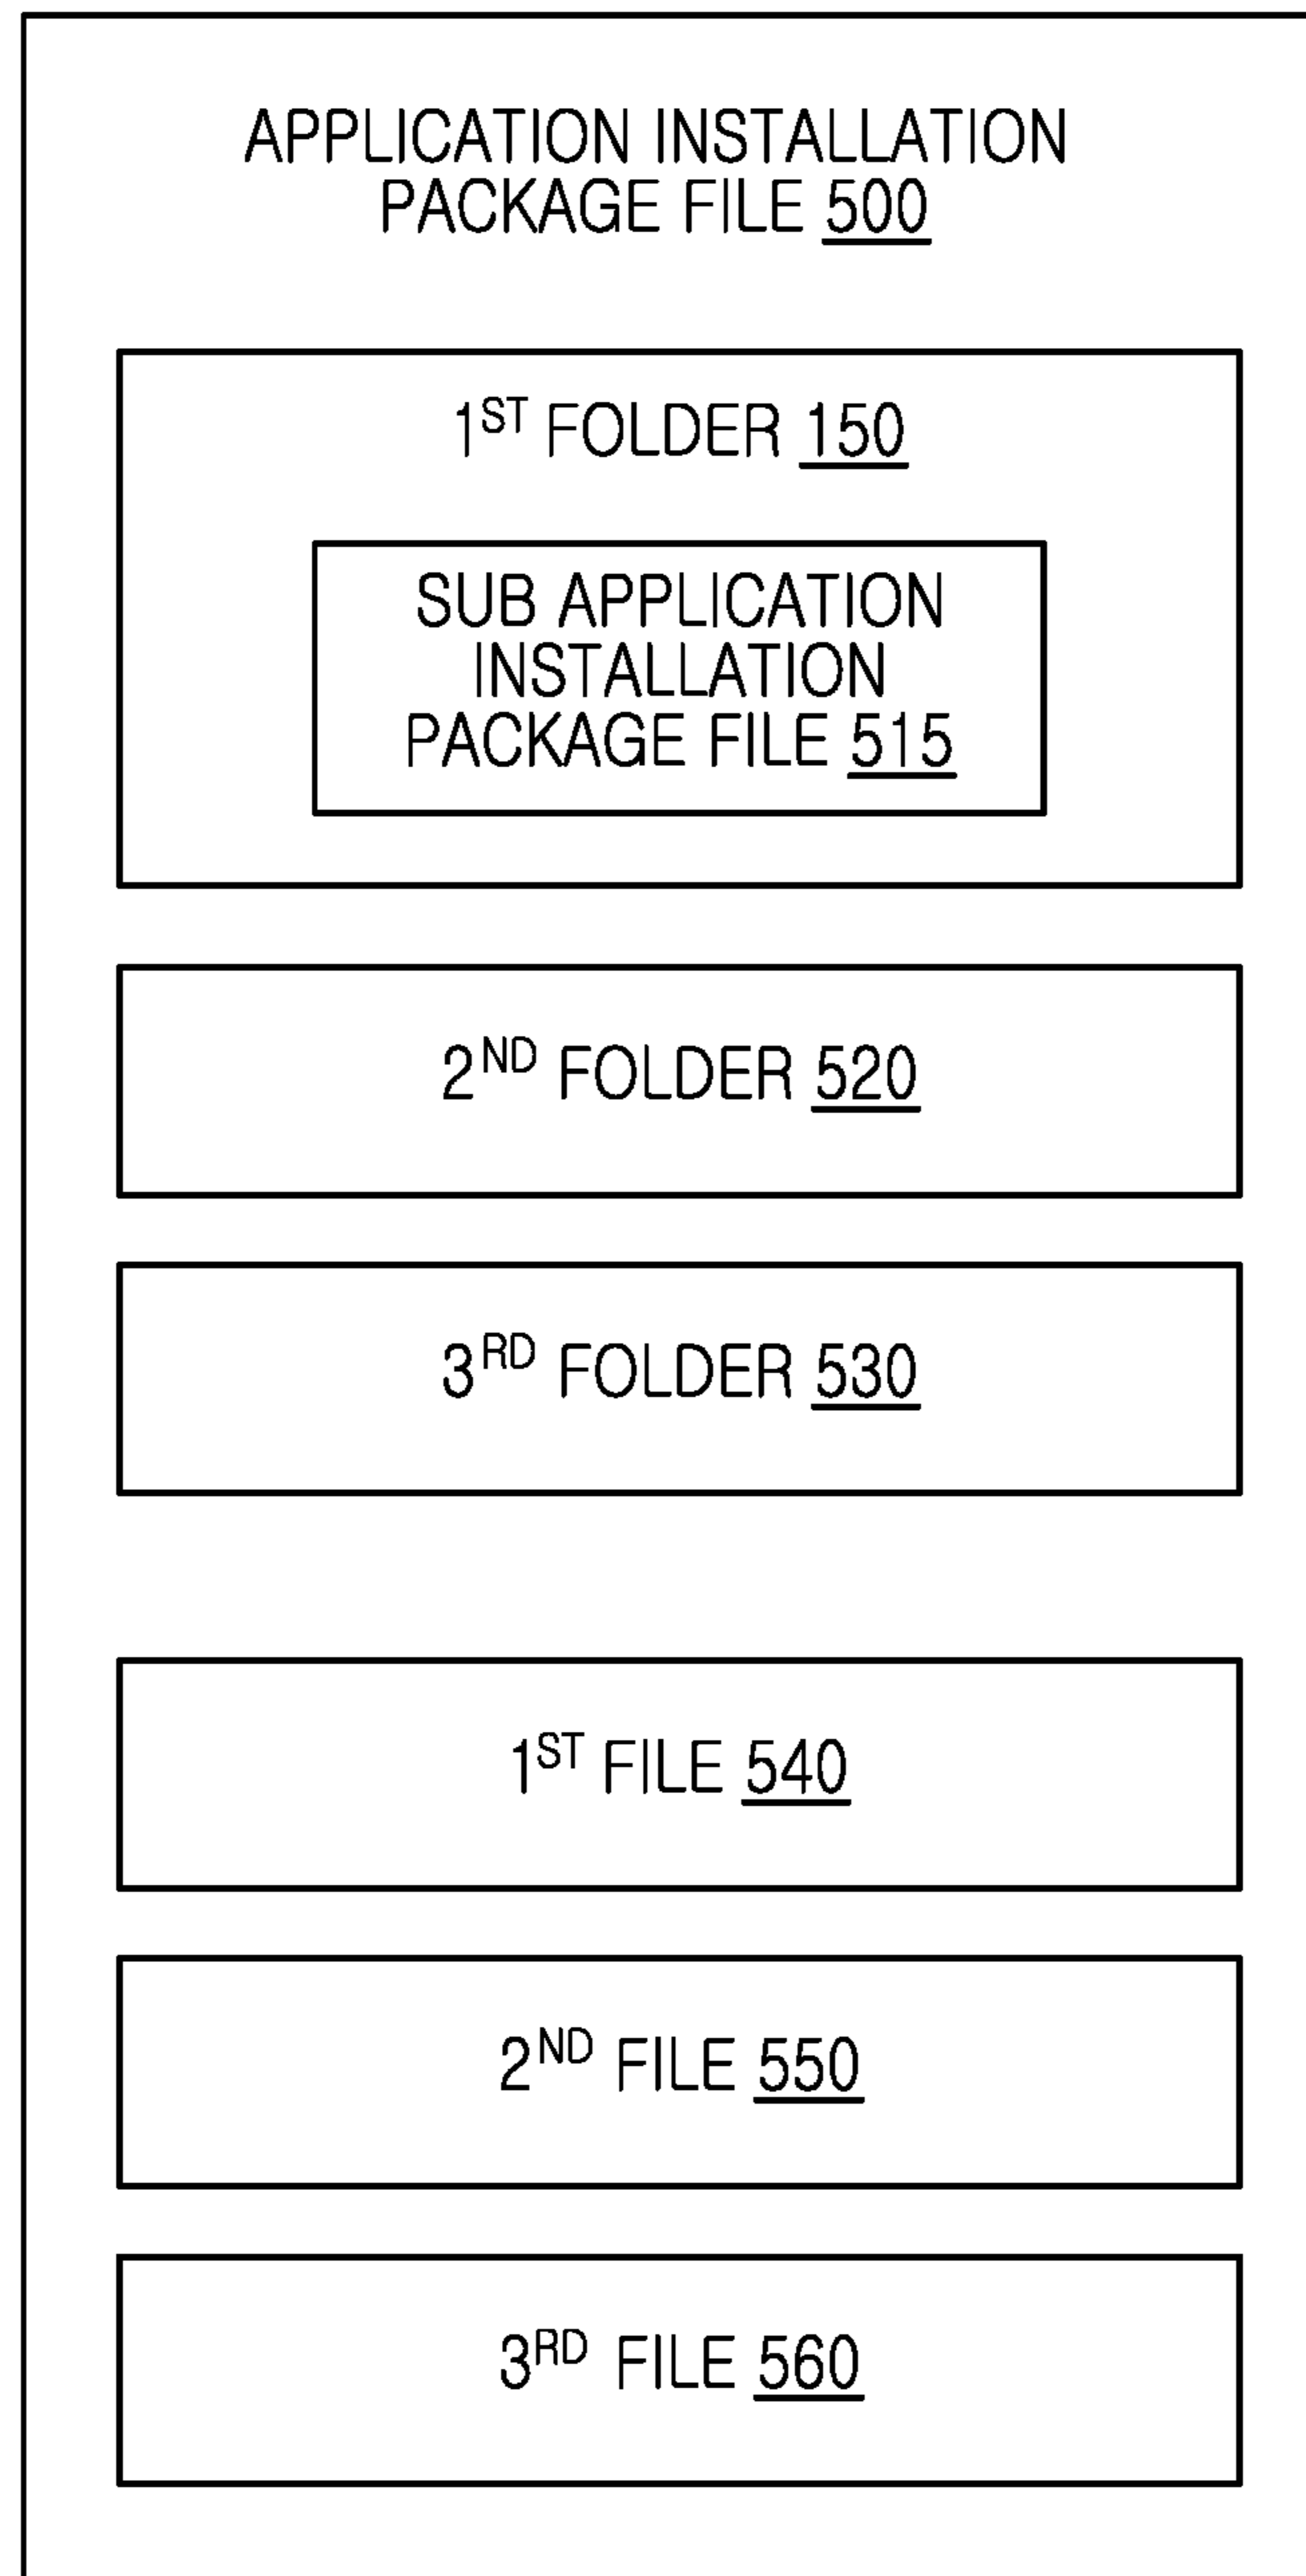 APPLICATION INSTALLATION
PACKAGE FILE 500
1ST FOLDER 150
SUB APPLICATION
INSTALLATION
PACKAGE FILE 515
2ND FOLDER 520
3RD FOLDER 530
1ST FILE 540
2ND FILE 550
3RD FILE 560